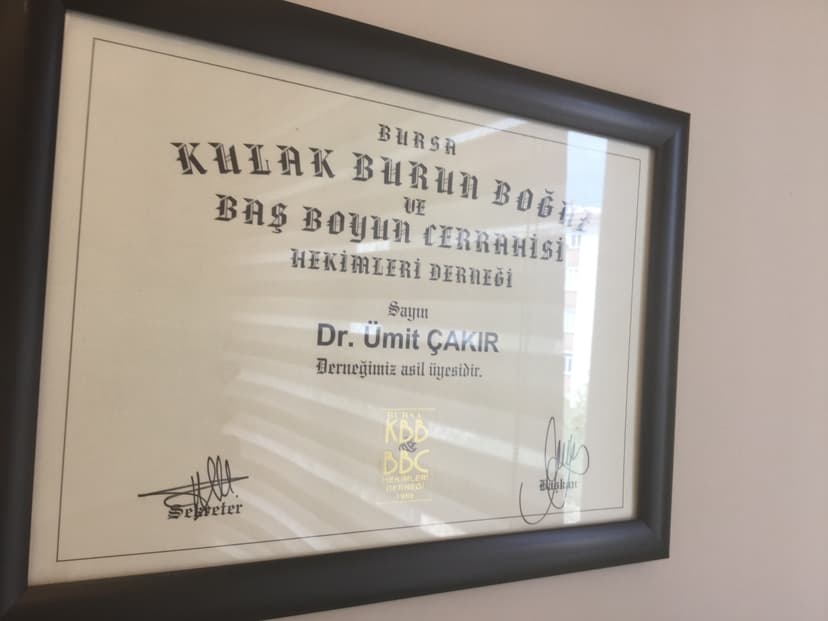 BURSA
KULAK BURUN BOĞAZ
VE
BAŞ BOYUN CERRAHİSİ
HEKİMLERİ DERNEĞİ
Sayın
Dr. Ümit ÇAKIR
Derneğimiz asil üyesidir.
BURSA
KBB
ve
BBC
HEKİMLERİ
DERNEĞİ
Sekreter
Başkan